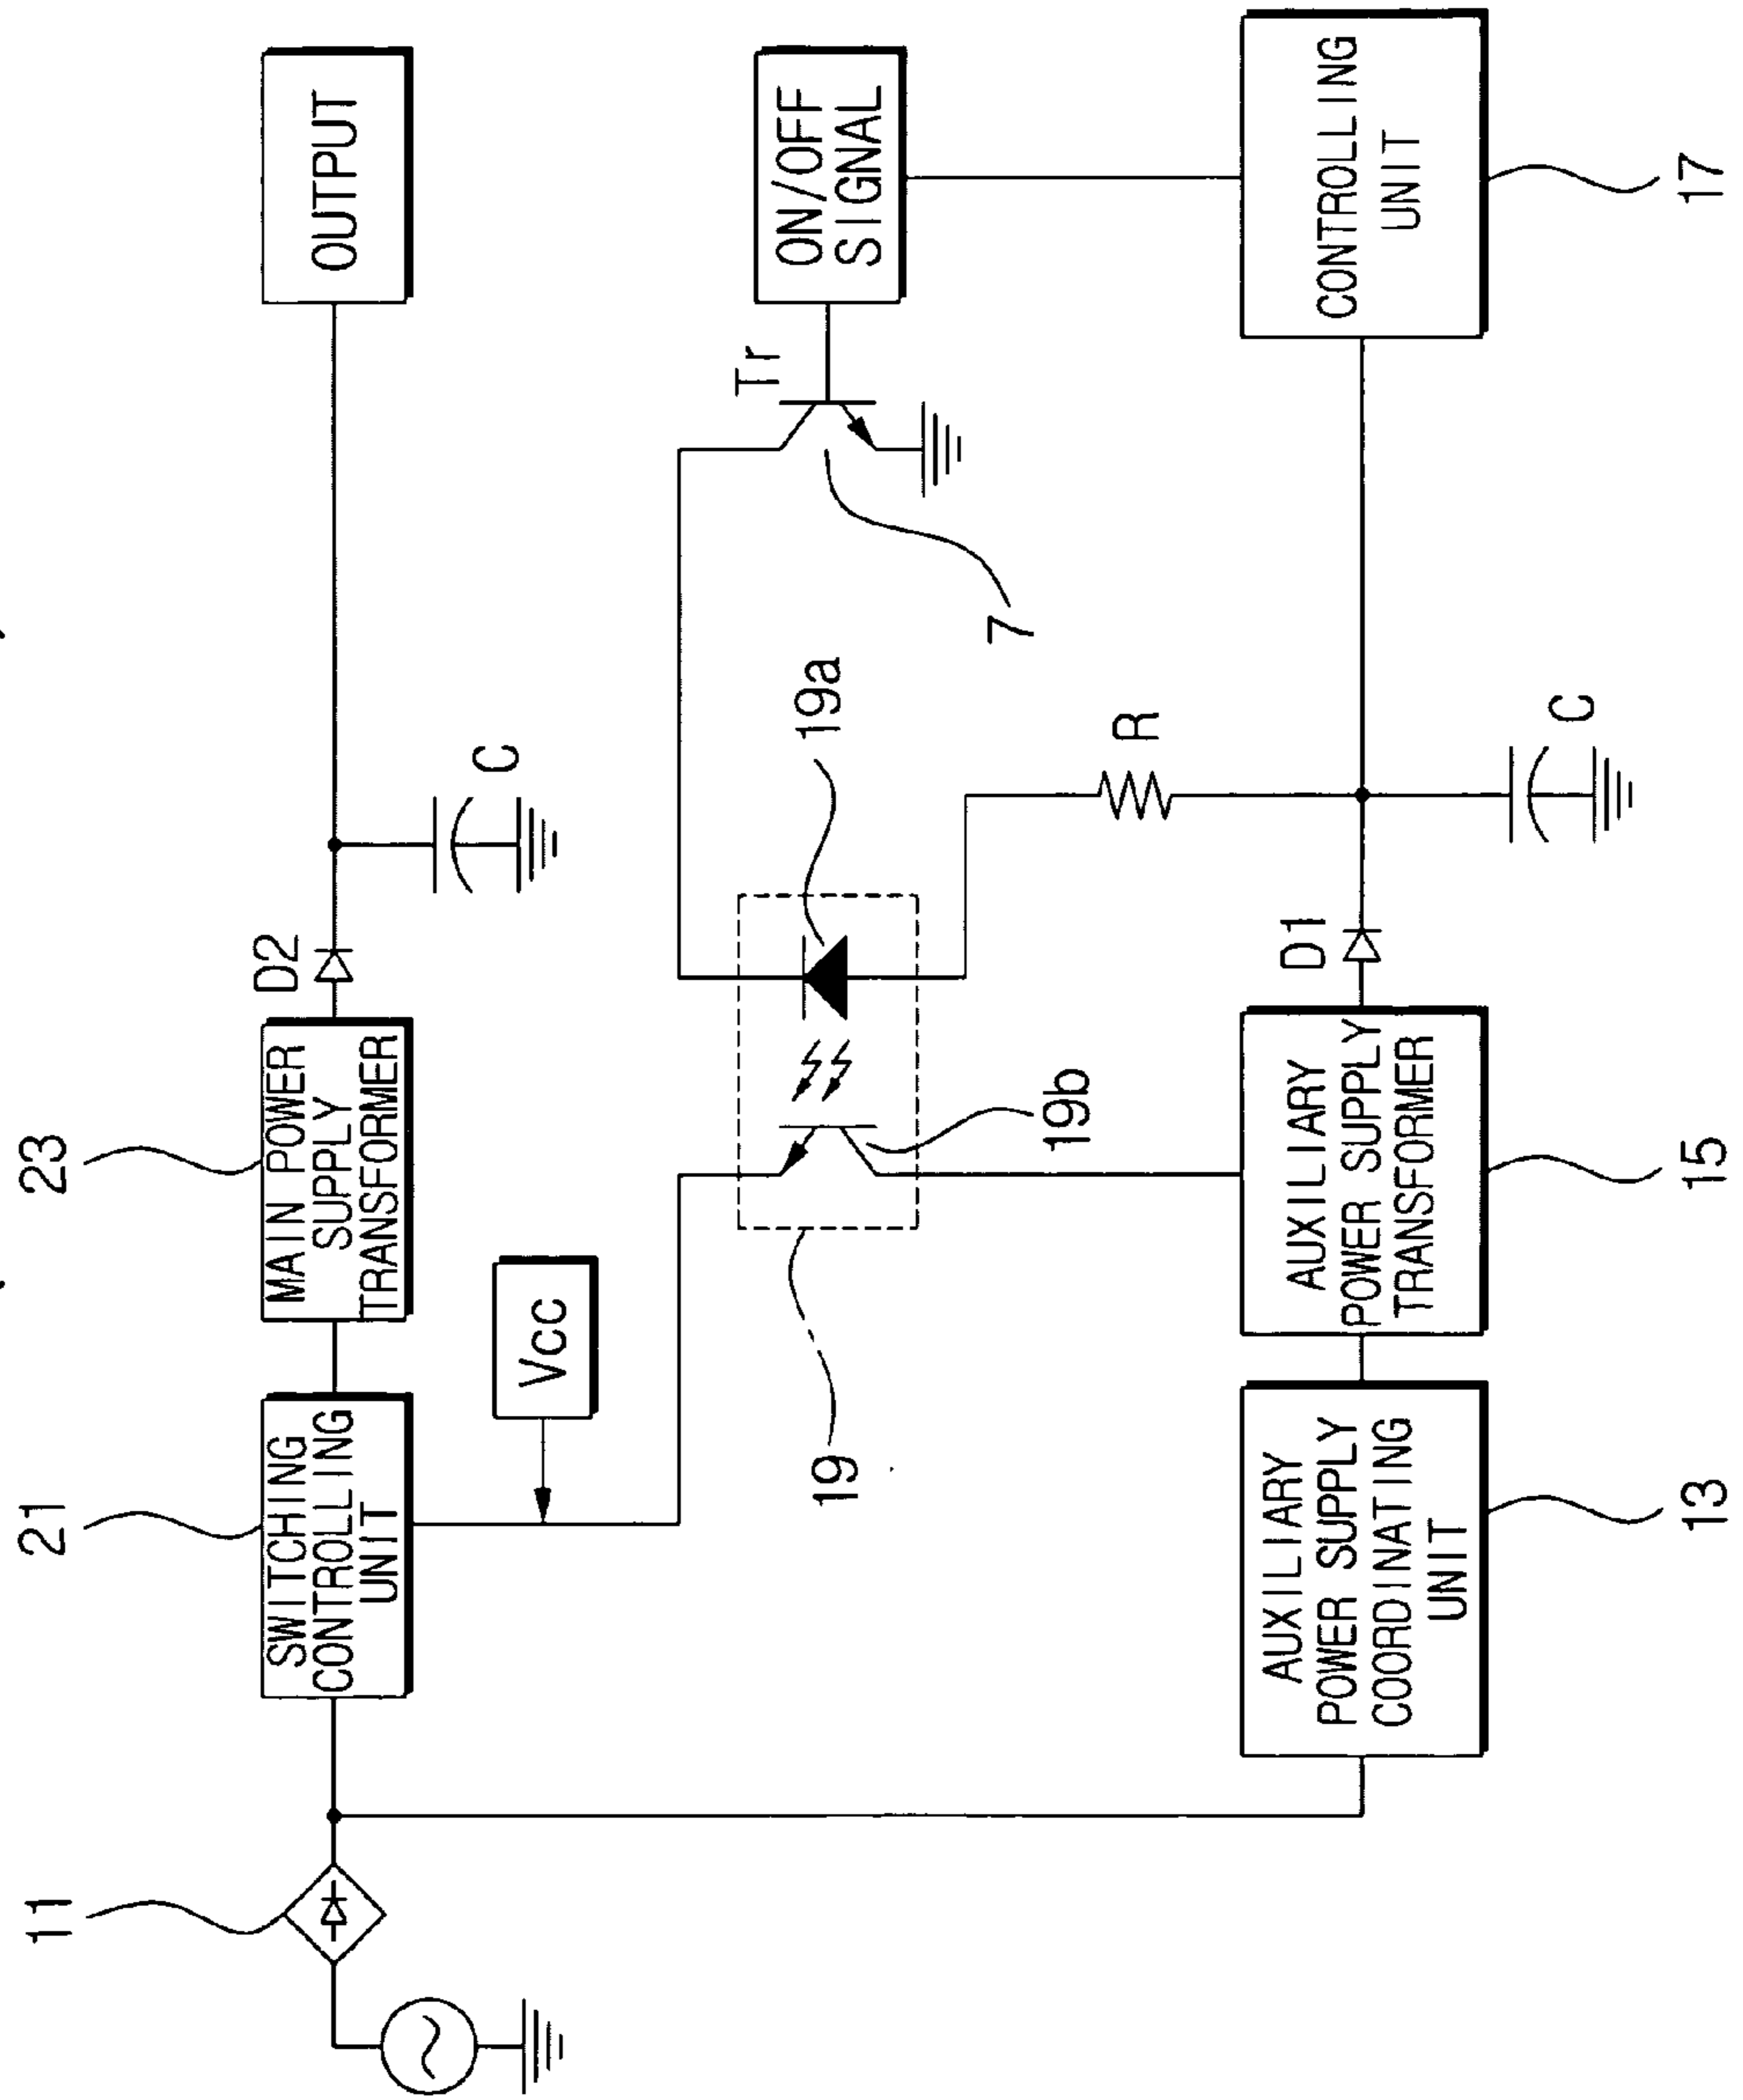 11
21
SWITCHING
CONTROLLING
UNIT
23
MAIN POWER
SUPPLY
TRANSFORMER
D2
C
OUTPUT
Vcc
19
19b
19a
R
7
Tr
ON/OFF
SIGNAL
AUXILIARY
POWER SUPPLY
COORDINATING
UNIT
13
AUXILIARY
POWER SUPPLY
TRANSFORMER
15
D1
C
CONTROLLING
UNIT
17